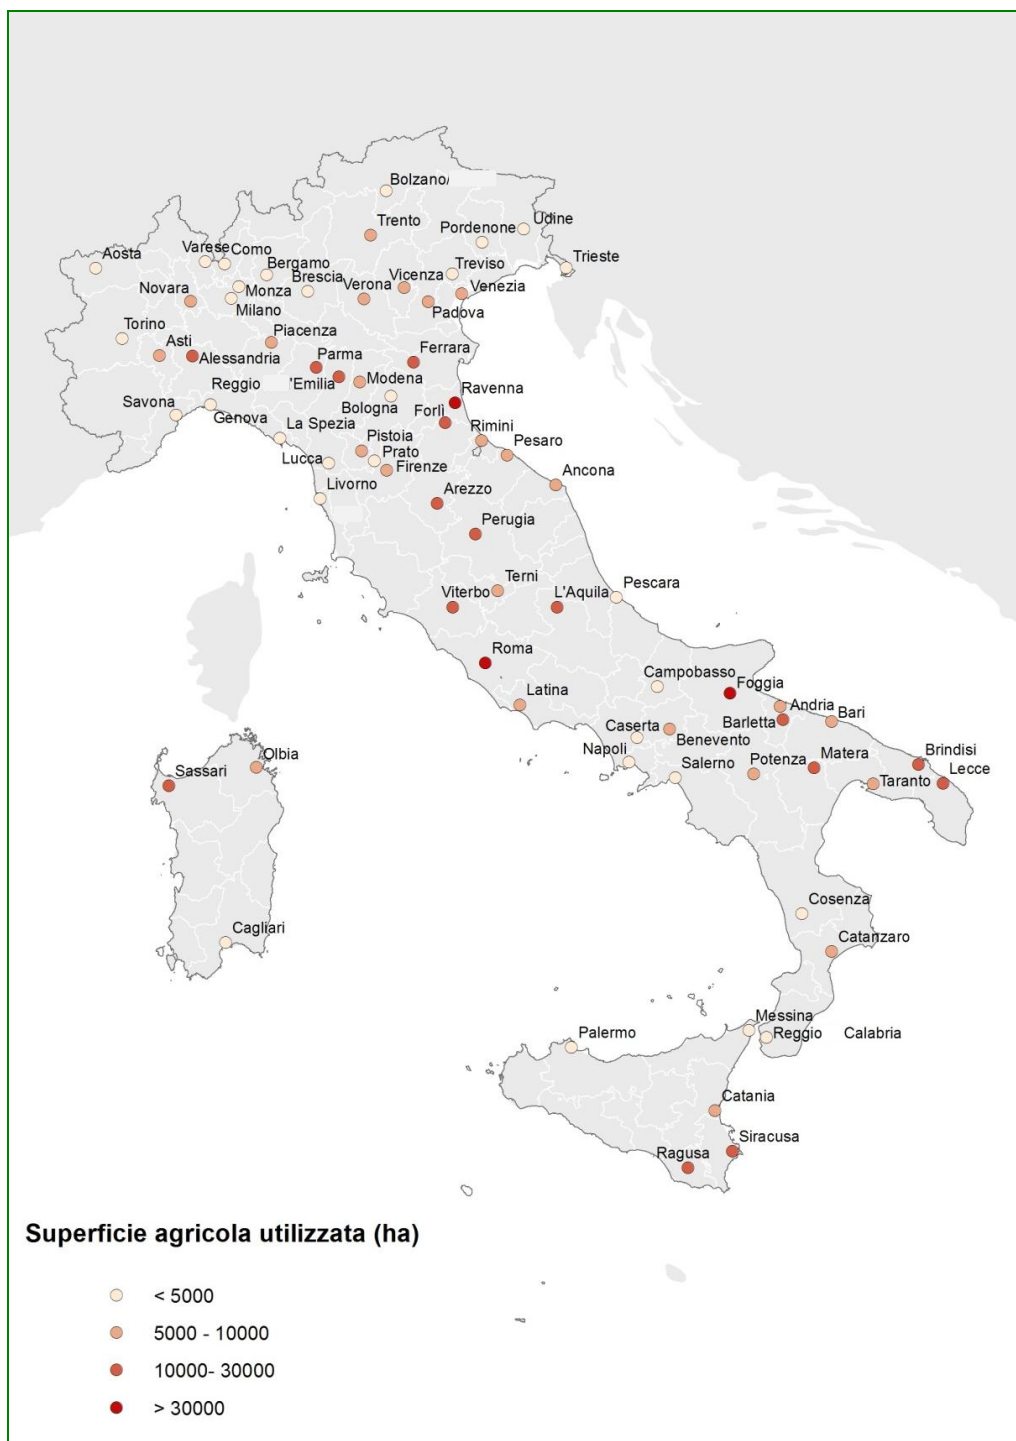 Bolzano/
Udine
Trento
Pordenone
Aosta
Varese
Como
Trieste
Bergamo
Treviso
Vicenza
Brescia
Verona
Novara
Monza
Venezia
Milano
Padova
Torino
Asti
Piacenza
Alessandria
Parma
Ferrara
Reggio
'Emilia
Modena
Ravenna
Savona
Bologna
Genova
Forlì
La Spezia
Rimini
Pistoia
Pesaro
Lucca
Prato
Firenze
Ancona
Livorno
Arezzo
Perugia
Terni
Pescara
Viterbo
L'Aquila
Roma
Campobasso
Latina
Foggia
Andria
Caserta
Barletta
Bari
Benevento
Napoli
Olbia
Salerno
Potenza
Matera
Brindisi
Sassari
Taranto
Lecce
Cosenza
Cagliari
Catanzaro
Messina
Palermo
Reggio Calabria
Catania
Siracusa
Ragusa
Superficie agricola utilizzata (ha)
< 5000
5000 - 10000
10000- 30000
> 30000